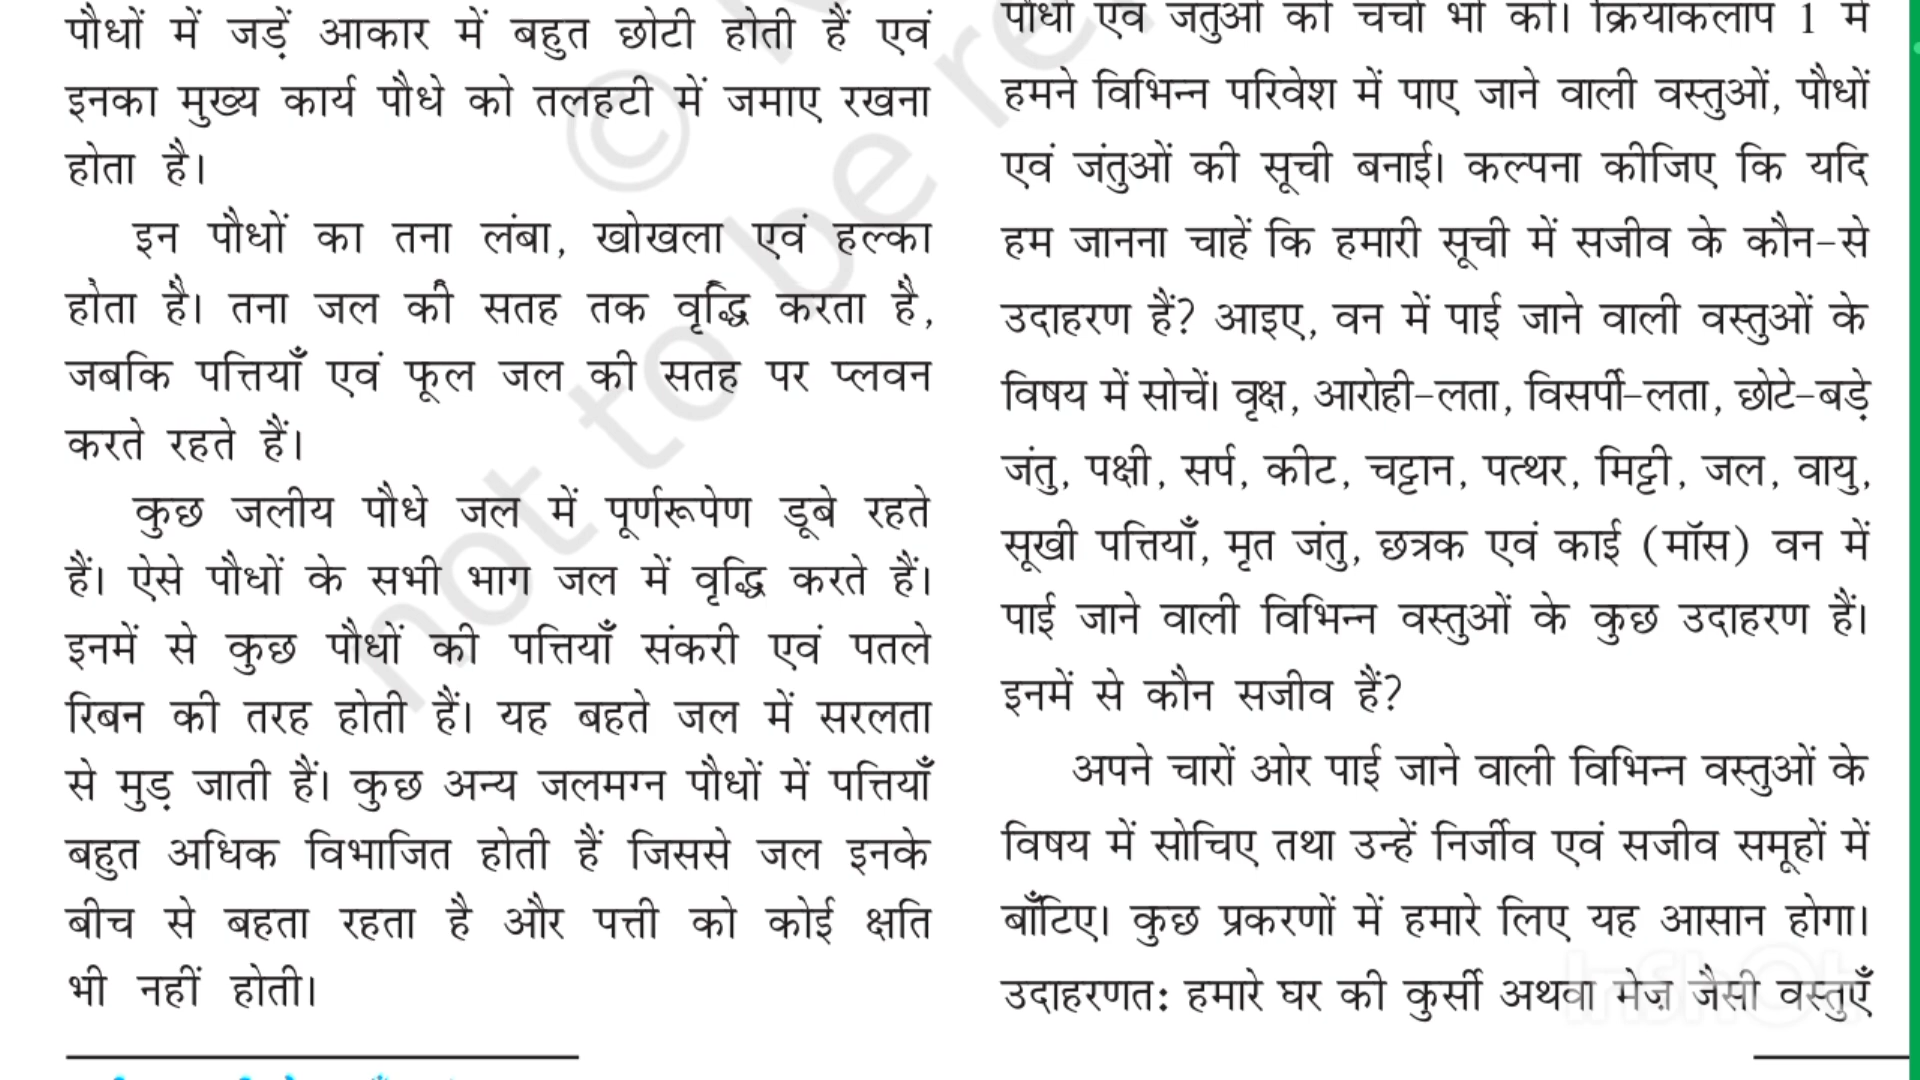 पौधों में जड़ें आकार में बहुत छोटी होती हैं एवं
इनका मुख्य कार्य पौधे को तलहटी में जमाए रखना
होता है।
इन पौधों का तना लंबा, खोखला एवं हल्का
होता है। तना जल की सतह तक वृद्धि करता है,
जबकि पत्तियाँ एवं फूल जल की सतह पर प्लवन
करते रहते हैं।
कुछ जलीय पौधे जल में पूर्णरूपेण डूबे रहते
हैं। ऐसे पौधों के सभी भाग जल में वृद्धि करते हैं।
इनमें से कुछ पौधों की पत्तियाँ संकरी एवं पतले
रिबन की तरह होती हैं। यह बहते जल में सरलता
से मुड़ जाती हैं। कुछ अन्य जलमग्न पौधों में पत्तियाँ
बहुत अधिक विभाजित होती हैं जिससे जल इनके
बीच से बहता रहता है और पत्ती को कोई क्षति
भी नहीं होती।
पौधों एवं जंतुओं की चर्चा भी की। क्रियाकलाप 1 में
हमने विभिन्न परिवेश में पाए जाने वाली वस्तुओं, पौधों
एवं जंतुओं की सूची बनाई। कल्पना कीजिए कि यदि
हम जानना चाहें कि हमारी सूची में सजीव के कौन-से
उदाहरण हैं? आइए, वन में पाई जाने वाली वस्तुओं के
विषय में सोचें। वृक्ष, आरोही-लता, विसर्पी-लता, छोटे-बड़े
जंतु, पक्षी, सर्प, कीट, चट्टान, पत्थर, मिट्टी, जल, वायु,
सूखी पत्तियाँ, मृत जंतु, छत्रक एवं काई (मॉस) वन में
पाई जाने वाली विभिन्न वस्तुओं के कुछ उदाहरण हैं।
इनमें से कौन सजीव हैं?
अपने चारों ओर पाई जाने वाली विभिन्न वस्तुओं के
विषय में सोचिए तथा उन्हें निर्जीव एवं सजीव समूहों में
बाँटिए। कुछ प्रकरणों में हमारे लिए यह आसान होगा।
उदाहरणतः हमारे घर की कुर्सी अथवा मेज़ जैसी वस्तुएँ
©
not to be re
InShOt